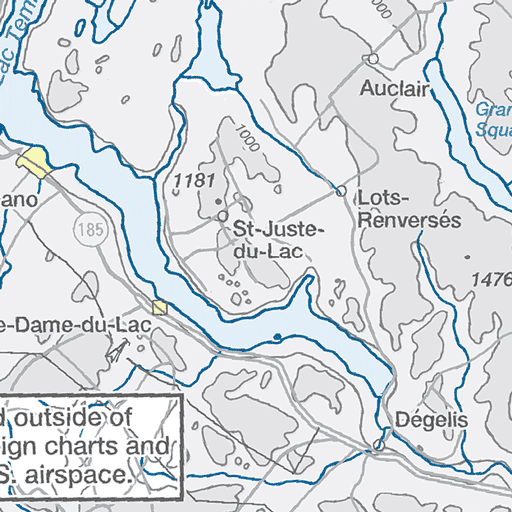 Lac Tem
1000
Auclair
Gran
Squa
1000
1181
Lots-
Renversés
ano
St-Juste-
du-Lac
185
1476
e-Dame-du-Lac
d outside of
ign charts and
S. airspace.
Dégelis